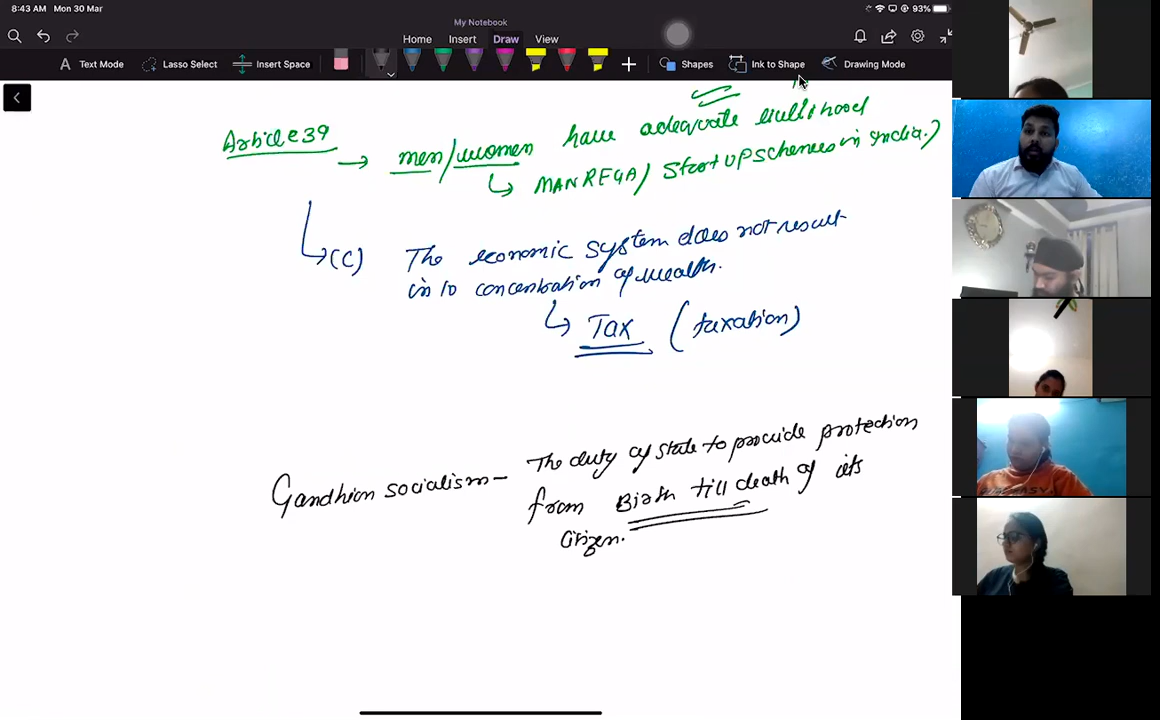 8:43 AM Mon 30 Mar
93%
My Notebook
Home Insert Draw View
Text Mode Lasso Select Insert Space Shapes Ink to Shape Drawing Mode
Article 39
→ men/women have adequate livelihood
↳ MANREGA/ Start UP schemes in India.)
↳ (C) The economic system does not result
in to concentration of wealth.
↳ Tax (taxation)
Gandhian socialism - The duty of state to provide protection
from Birth till death of its
citizen.